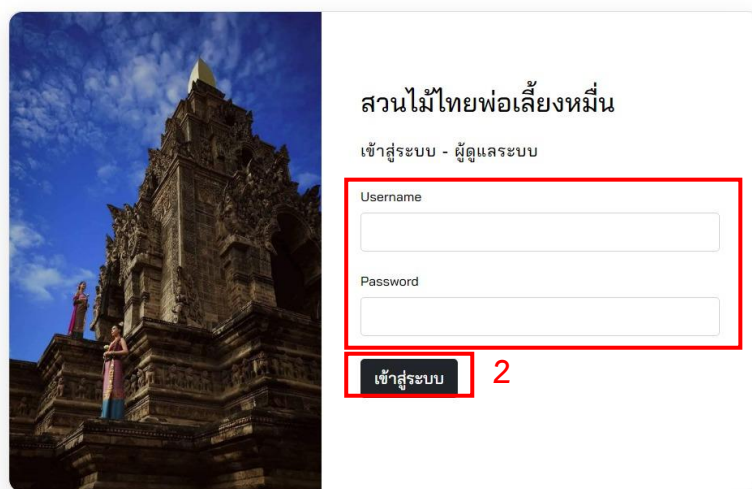 สวนไม้ไทยพ่อเลี้ยงหมื่น
เข้าสู่ระบบ - ผู้ดูแลระบบ
Username
Password
เข้าสู่ระบบ
2